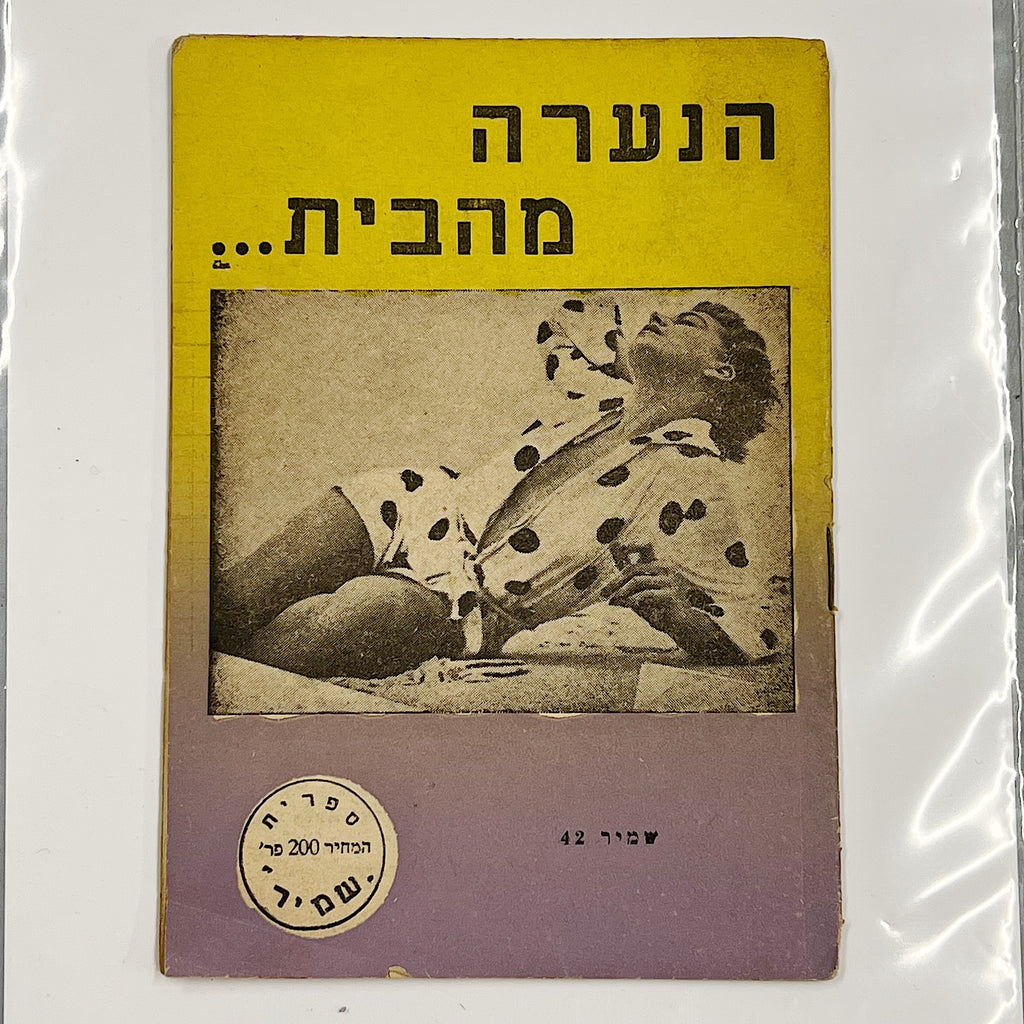 הנערה
מהבית...
שמיר 42
ספרית
המחיר 200 פר'
שמיר